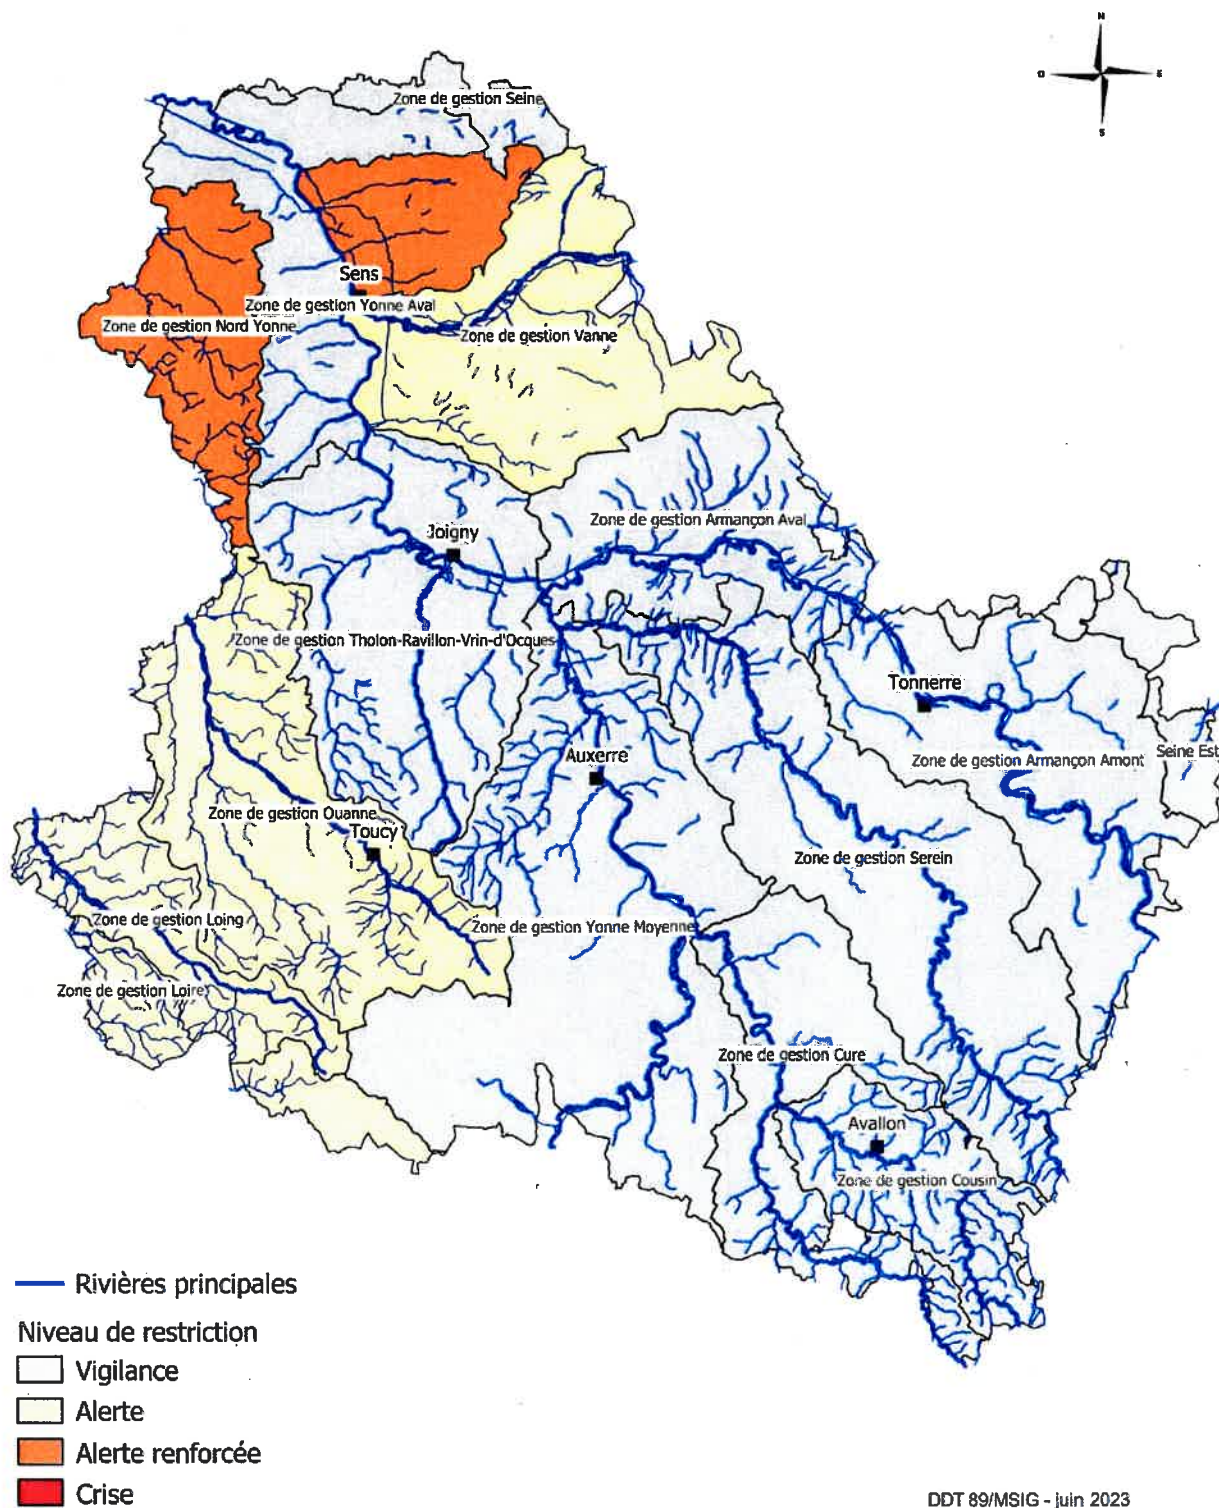 N
O
E
S
Zone de gestion Seine
Sens
Zone de gestion Yonne Aval
Zone de gestion Nord Yonne
Zone de gestion Vanne
Zone de gestion Armançon Aval
Joigny
Zone de gestion Tholon-Ravillon-Vrin-d'Ocques
Tonnerre
Auxerre
Seine Est
Zone de gestion Armançon Amont
Zone de gestion Ouanne
Toucy
Zone de gestion Serein
Zone de gestion Loing
Zone de gestion Yonne Moyenne
Zone de gestion Loire
Zone de gestion Cure
Avallon
Zone de gestion Cousin
Rivières principales
Niveau de restriction
Vigilance
Alerte
Alerte renforcée
Crise
DDT 89/MSIG - juin 2023